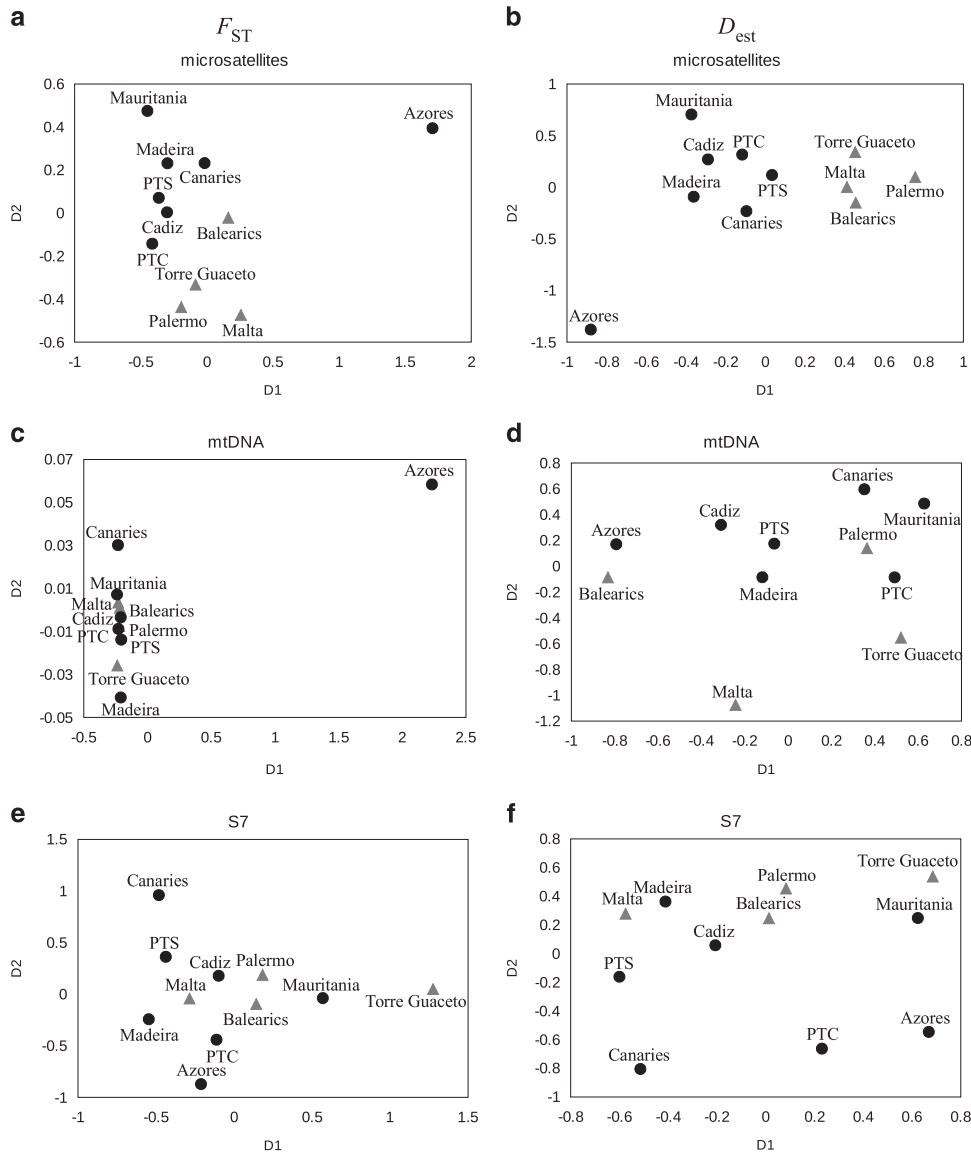 a
F_ST
microsatellites
0.6
0.4
0.2
0
-0.2
-0.4
-0.6
D2
Mauritania
Azores
Madeira
Canaries
PTS
Cadiz
Balearics
PTC
Torre Guaceto
Palermo
Malta
-1 -0.5 0 0.5 1 1.5 2
D1
b
D_est
microsatellites
1
0.5
0
-0.5
-1
-1.5
D2
Mauritania
Cadiz
PTC
Torre Guaceto
Malta
Madeira
PTS
Palermo
Canaries
Balearics
Azores
-1 -0.8 -0.6 -0.4 -0.2 0 0.2 0.4 0.6 0.8 1
D1
c
mtDNA
0.07
0.05
0.03
0.01
-0.01
-0.03
-0.05
D2
Azores
Canaries
Mauritania
Malta
Balearics
Cadiz
PTC
Palermo
PTS
Torre Guaceto
Madeira
-0.5 0 0.5 1 1.5 2 2.5
D1
d
mtDNA
0.8
0.6
0.4
0.2
0
-0.2
-0.4
-0.6
-0.8
-1
-1.2
D2
Canaries
Cadiz
Mauritania
Azores
PTS
Palermo
Balearics
Madeira
PTC
Torre Guaceto
Malta
-1 -0.8 -0.6 -0.4 -0.2 0 0.2 0.4 0.6 0.8
D1
e
S7
1.5
1
0.5
0
-0.5
-1
D2
Canaries
PTS
Cadiz
Palermo
Malta
Mauritania
Torre Guaceto
Balearics
Madeira
PTC
Azores
-1 -0.5 0 0.5 1 1.5
D1
f
S7
0.8
0.6
0.4
0.2
0
-0.2
-0.4
-0.6
-0.8
-1
D2
Torre Guaceto
Palermo
Madeira
Malta
Balearics
Mauritania
Cadiz
PTS
Azores
PTC
Canaries
-0.8 -0.6 -0.4 -0.2 0 0.2 0.4 0.6 0.8
D1